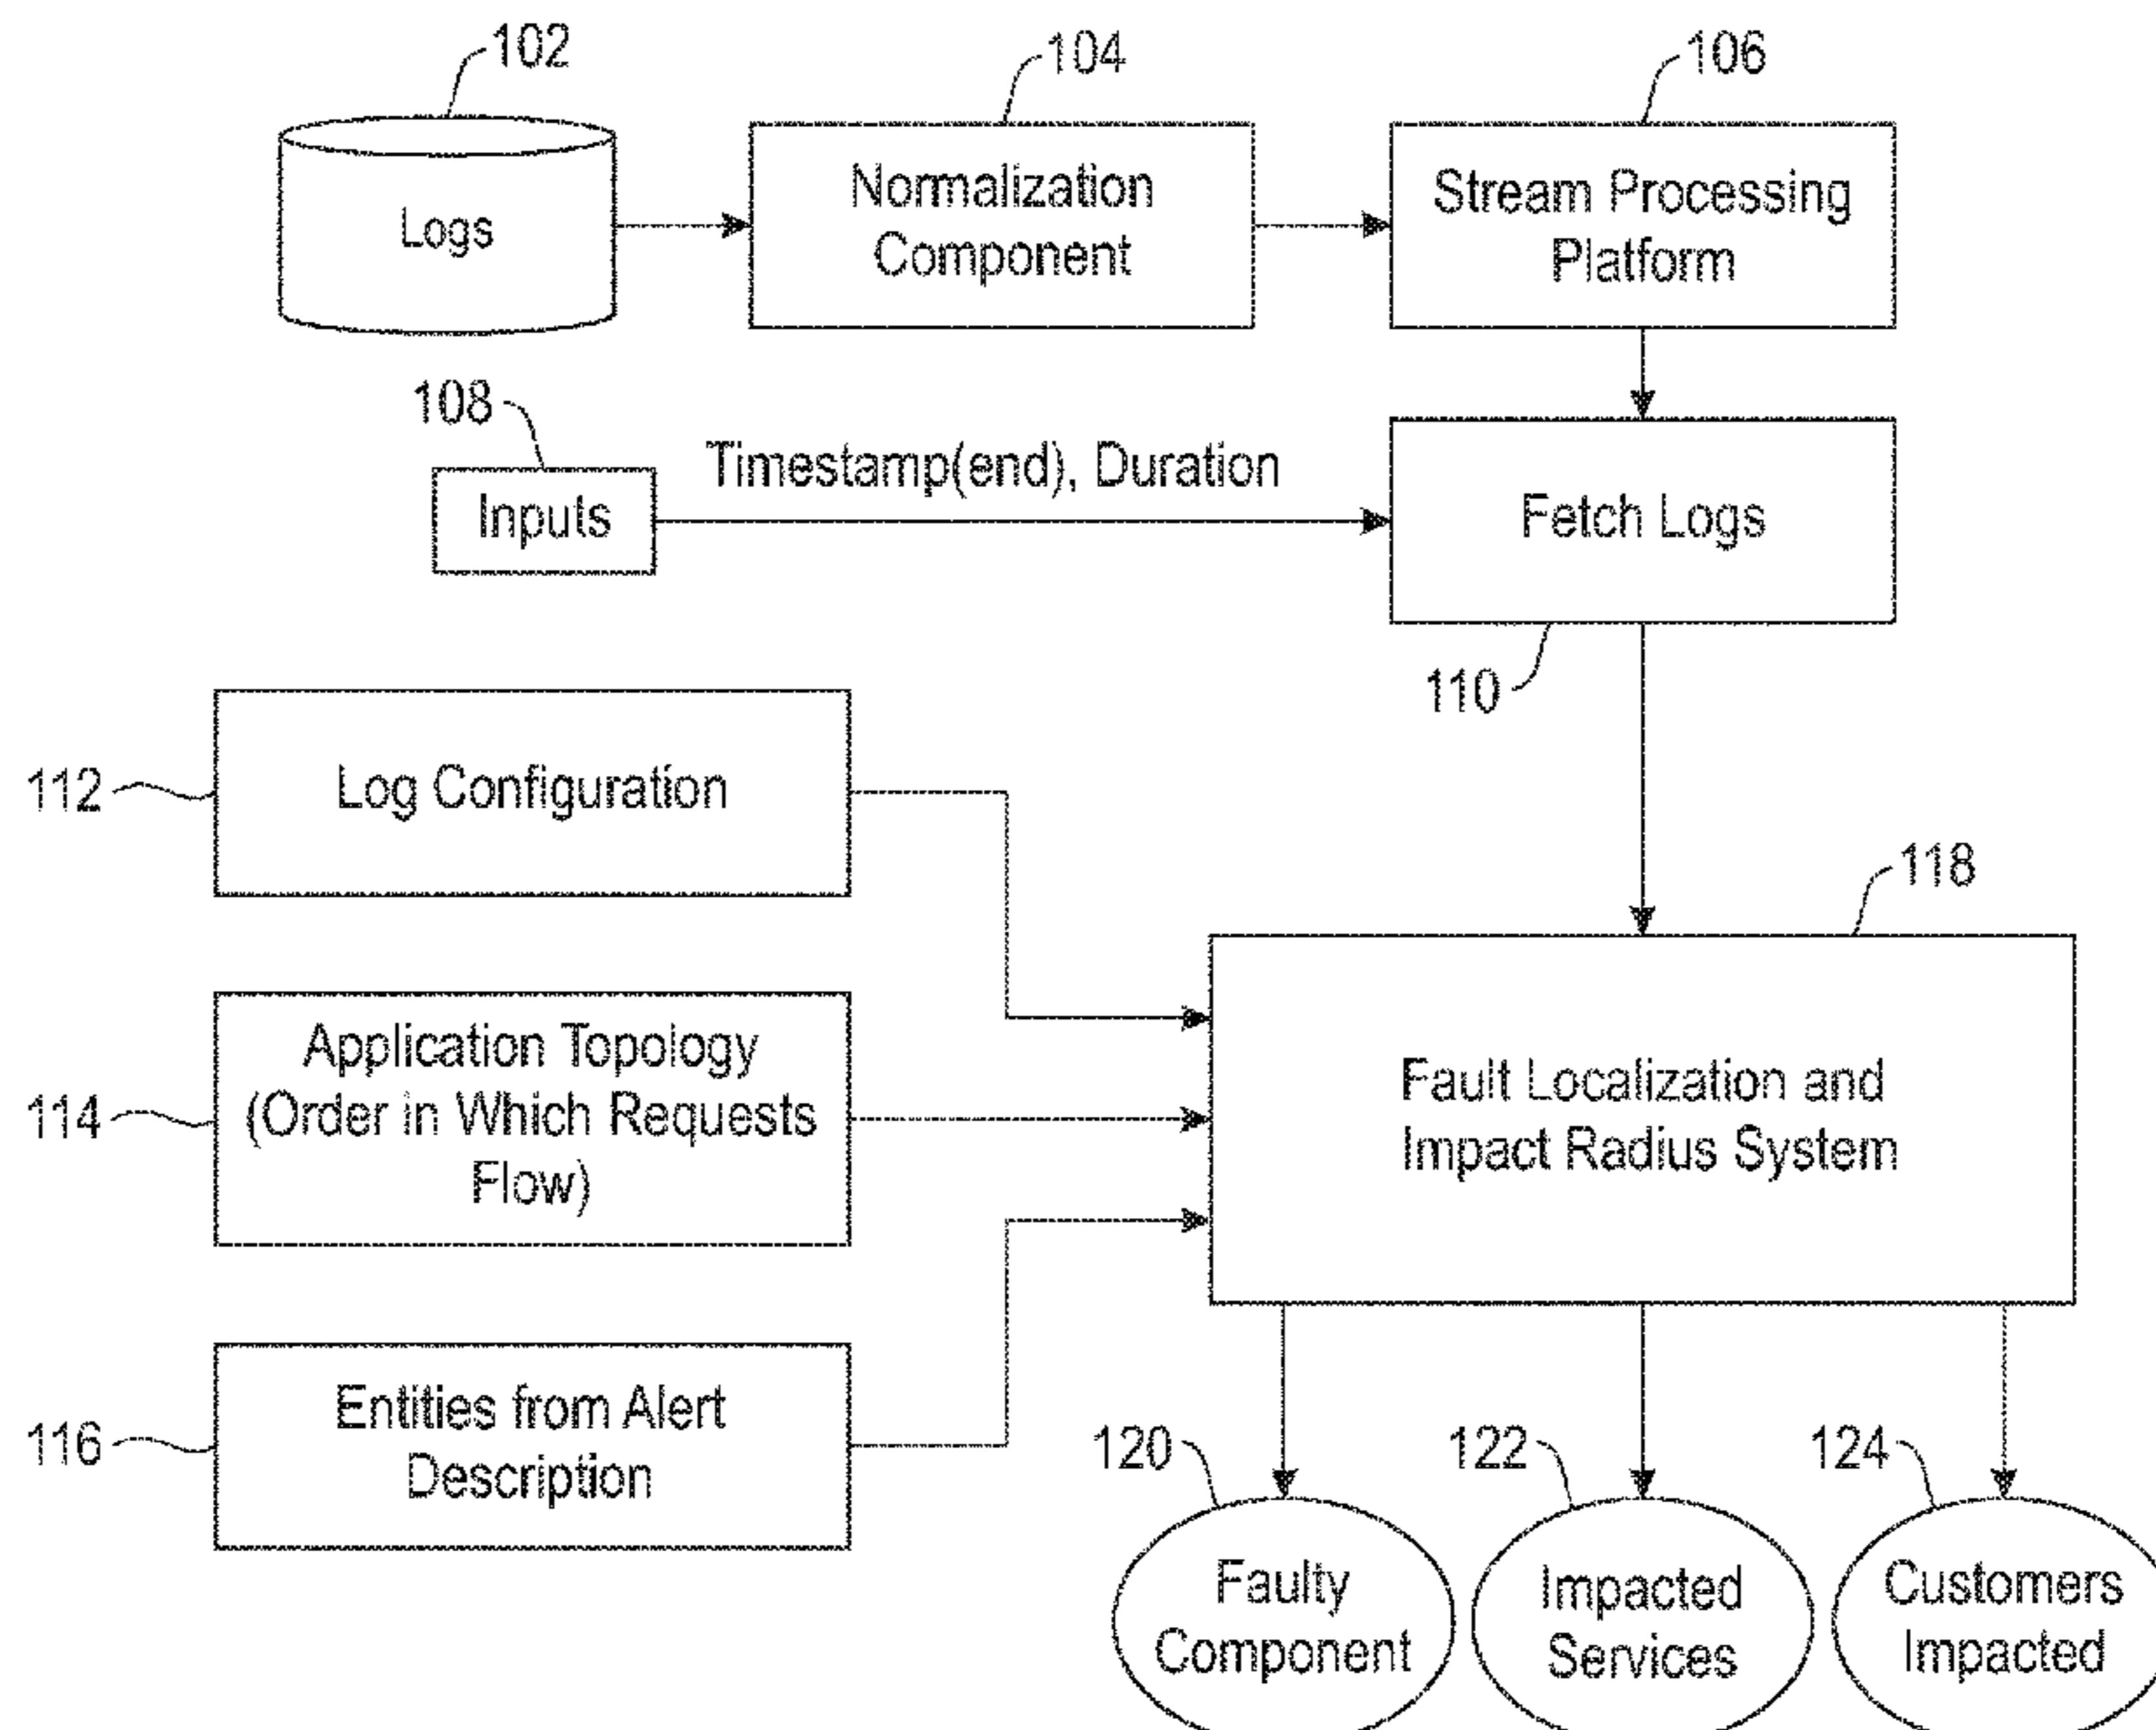 102
104
106
Logs
Normalization
Component
Stream Processing
Platform
108
Inputs
Timestamp(end), Duration
Fetch Logs
110
112
Log Configuration
118
114
Application Topology
(Order in Which Requests
Flow)
Fault Localization and
Impact Radius System
116
Entities from Alert
Description
120
122
124
Faulty
Component
Impacted
Services
Customers
Impacted